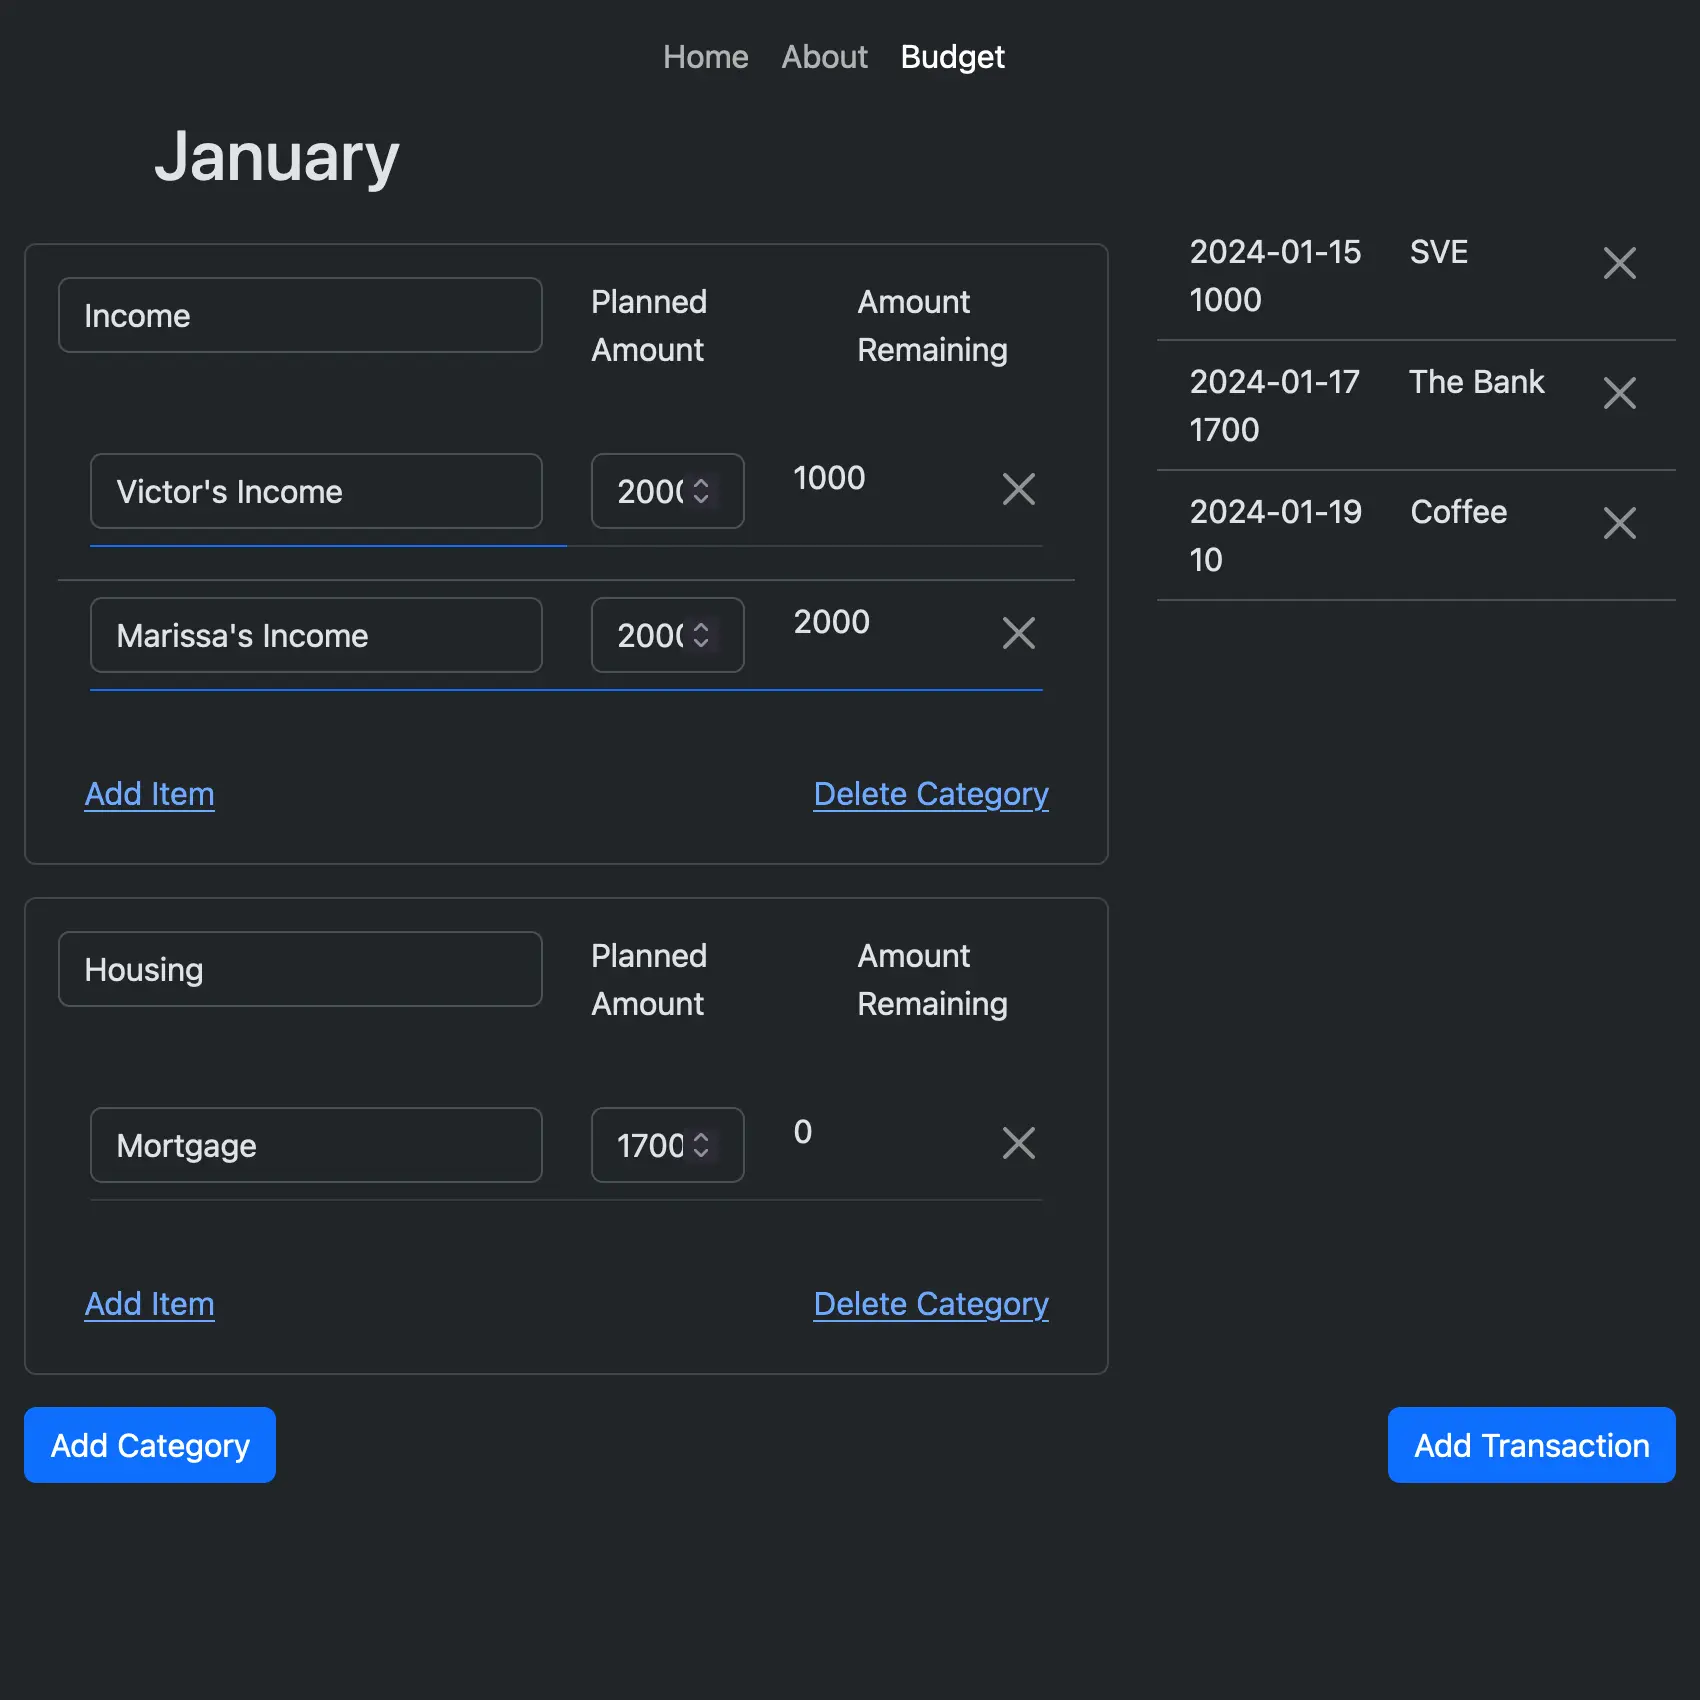 Home About Budget
January
Income
Planned
Amount
Amount
Remaining
Victor's Income
2000
1000
Marissa's Income
2000
2000
Add Item
Delete Category
Housing
Planned
Amount
Amount
Remaining
Mortgage
1700
0
Add Item
Delete Category
Add Category
2024-01-15 SVE
1000
2024-01-17 The Bank
1700
2024-01-19 Coffee
10
Add Transaction